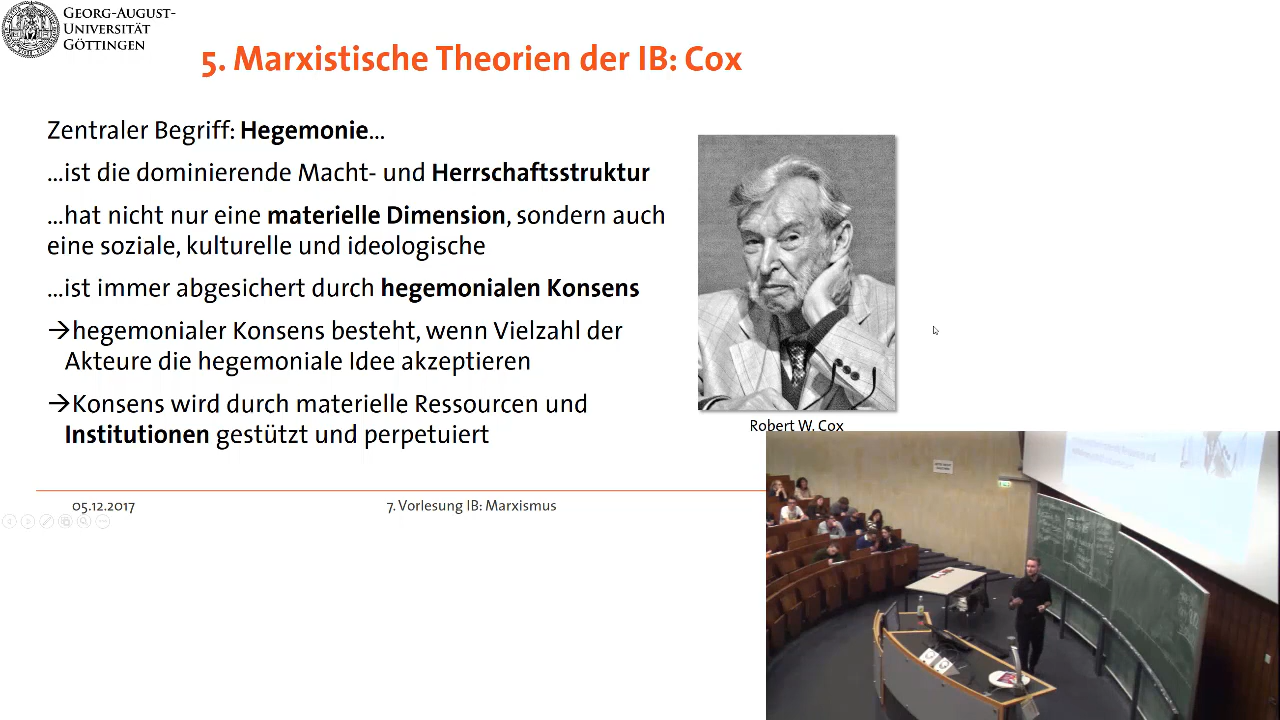 GEORG-AUGUST-
UNIVERSITÄT
GÖTTINGEN
5. Marxistische Theorien der IB: Cox
Zentraler Begriff: Hegemonie...
...ist die dominierende Macht- und Herrschaftsstruktur
...hat nicht nur eine materielle Dimension, sondern auch
eine soziale, kulturelle und ideologische
...ist immer abgesichert durch hegemonialen Konsens
→hegemonialer Konsens besteht, wenn Vielzahl der
Akteure die hegemoniale Idee akzeptieren
→Konsens wird durch materielle Ressourcen und
Institutionen gestützt und perpetuiert
Robert W. Cox
05.12.2017
7. Vorlesung IB: Marxismus